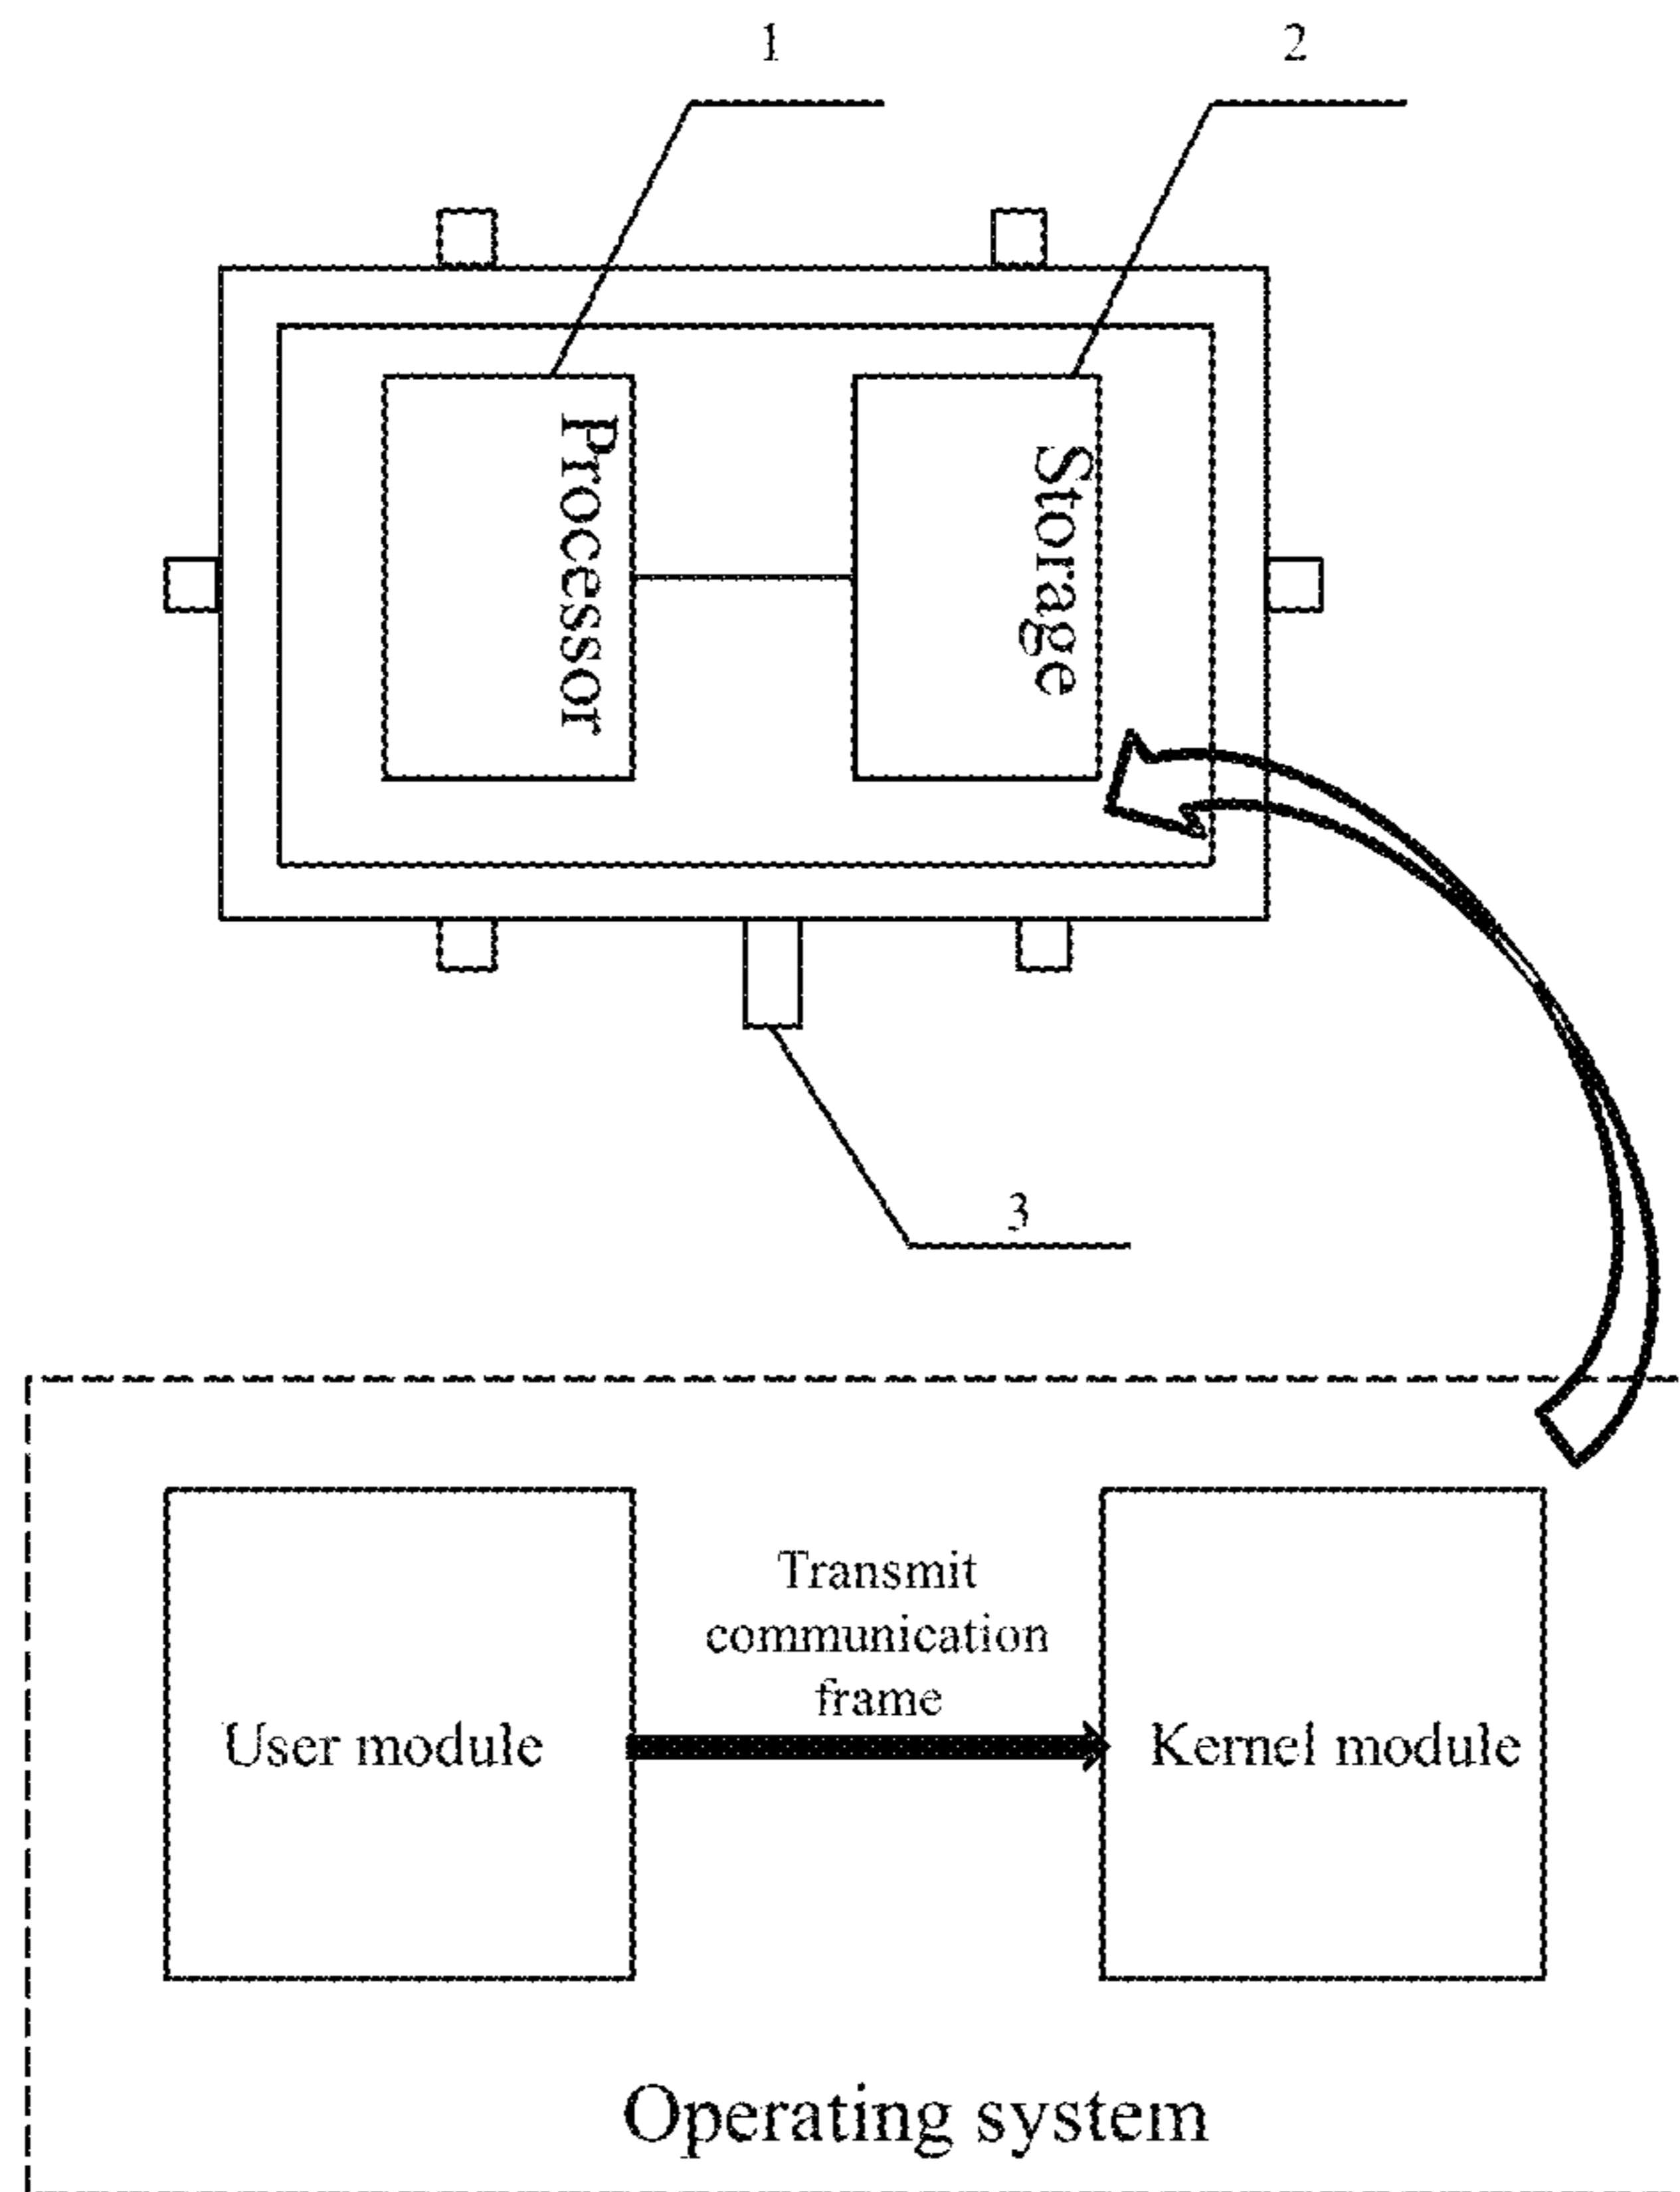 1
2
Processor
Storage
3
Transmit
communication
frame
User module
Kernel module
Operating system